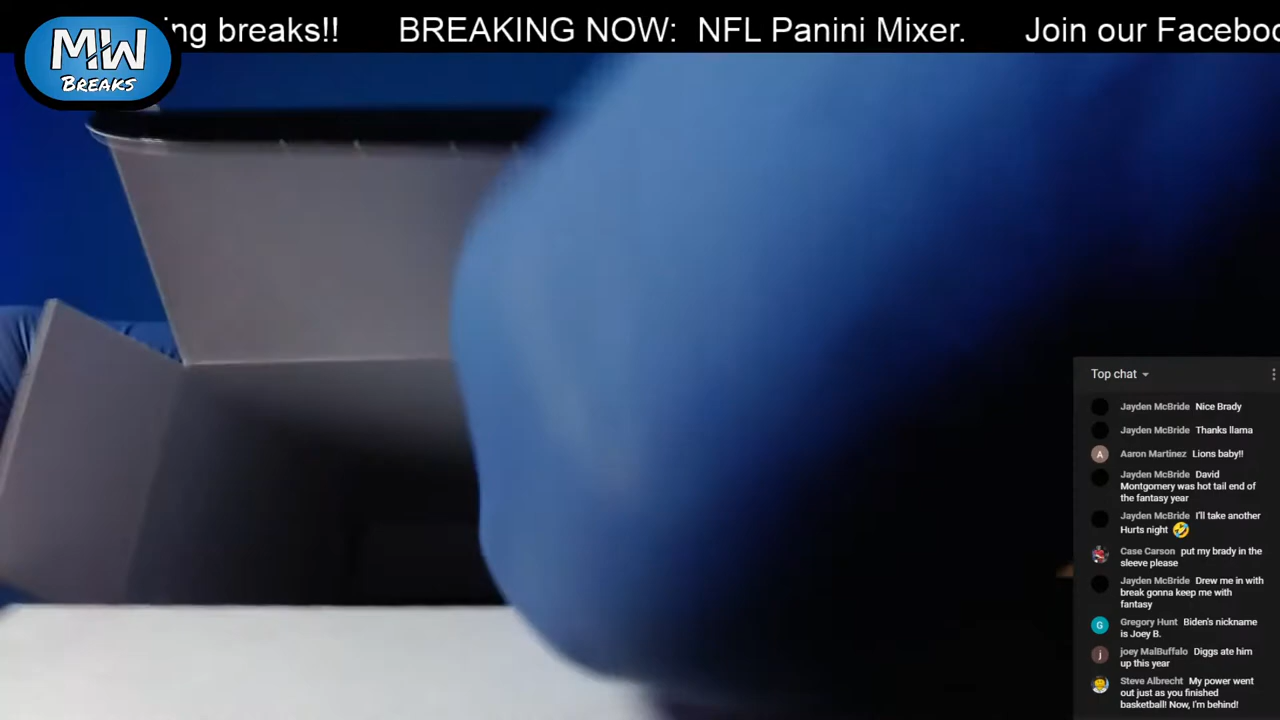 ing breaks!! BREAKING NOW: NFL Panini Mixer. Join our Faceboo
MW
BREAKS
Top chat
Jayden McBride Nice Brady
Jayden McBride Thanks llama
A Aaron Martinez Lions baby!!
Jayden McBride David
Montgomery was hot tail end of
the fantasy year
Jayden McBride I'll take another
Hurts night 🤣
Case Carson put my brady in the
sleeve please
Jayden McBride Drew me in with
break gonna keep me with
fantasy
G Gregory Hunt Biden's nickname
is Joey B.
j joey MalBuffalo Diggs ate him
up this year
Steve Albrecht My power went
out just as you finished
basketball! Now, I'm behind!